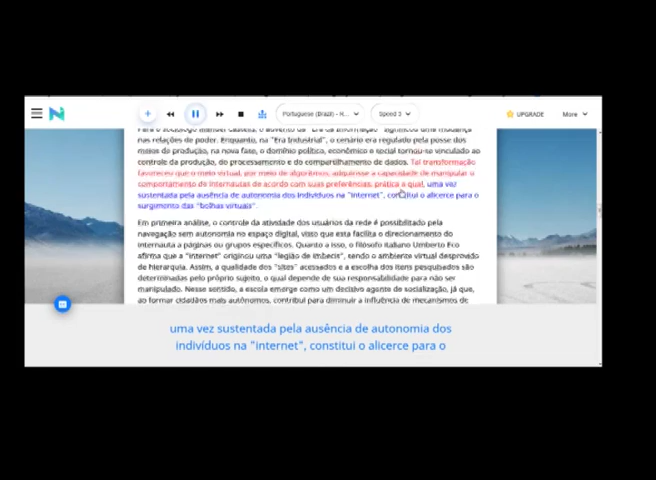 Portuguese (Brazil) - R...
Speed 3
UPGRADE
More
Para o sociólogo Manuel Castells, o advento da "Era da Informação" significou uma mudança
nas relações de poder. Enquanto, na "Era Industrial", o cenário era regulado pela posse dos
meios de produção, na nova fase, o domínio político, econômico e social tornou-se vinculado ao
controle da produção, do processamento e do compartilhamento de dados. Tal transformação
favoreceu que o meio virtual, por meio de algoritmos, adquirisse a capacidade de manipular o
comportamento de internautas de acordo com suas preferências, prática a qual, uma vez
sustentada pela ausência de autonomia dos indivíduos na "internet", constitui o alicerce para o
surgimento das "bolhas virtuais".
Em primeira análise, o controle da atividade dos usuários da rede é possibilitado pela
navegação sem autonomia no espaço digital, visto que esta facilita o direcionamento do
internauta a páginas ou grupos específicos. Quanto a isso, o filósofo italiano Umberto Eco
afirma que a "internet" originou uma "legião de imbecis", sendo o ambiente virtual desprovido
de hierarquia. Assim, a qualidade dos "sites" acessados e a escolha dos itens pesquisados são
determinadas pelo próprio sujeito, o qual depende de sua responsabilidade para não ser
manipulado. Nesse sentido, a escola emerge como um decisivo agente de socialização, já que,
ao formar cidadãos mais autônomos, contribui para diminuir a influência de mecanismos de
uma vez sustentada pela ausência de autonomia dos
indivíduos na "internet", constitui o alicerce para o